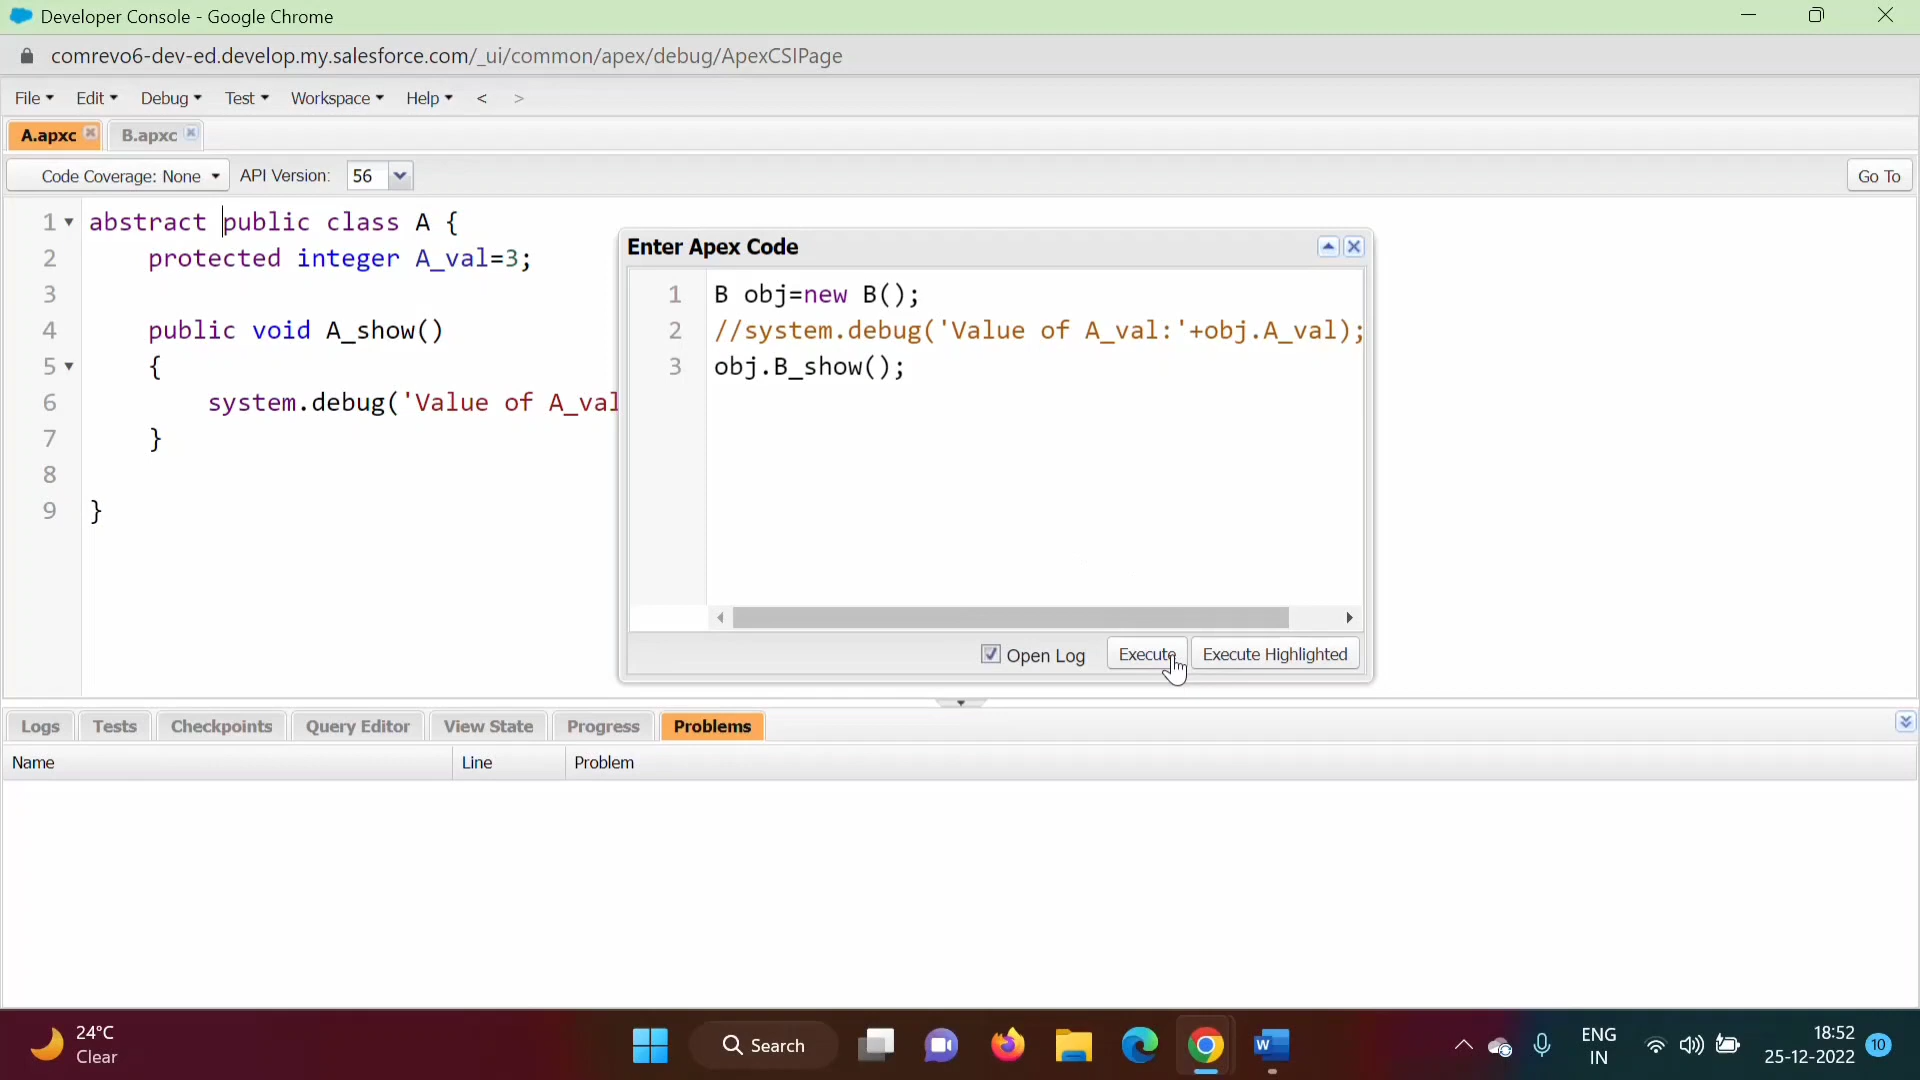 Developer Console - Google Chrome
comrevo6-dev-ed.develop.my.salesforce.com/_ui/common/apex/debug/ApexCSIPage
File Edit Debug Test Workspace Help < >
A.apxc B.apxc
Code Coverage: None API Version: 56 Go To
1 abstract public class A {
2 protected integer A_val=3;
3
4 public void A_show()
5 {
6 system.debug('Value of A_val
7 }
8
9 }
Enter Apex Code
1 B obj=new B();
2 //system.debug('Value of A_val:'+obj.A_val);
3 obj.B_show();
Open Log Execute Execute Highlighted
Logs Tests Checkpoints Query Editor View State Progress Problems
Name Line Problem
24°C
Clear
Search
ENG
IN
18:52
25-12-2022
10